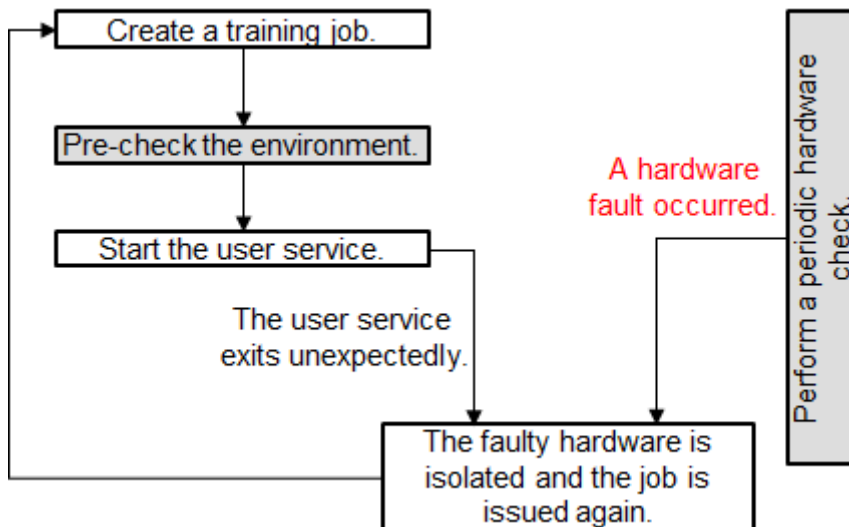 Create a training job.
Pre-check the environment.
Start the user service.
The user service
exits unexpectedly.
A hardware
fault occurred.
Perform a periodic hardware
check.
The faulty hardware is
isolated and the job is
issued again.